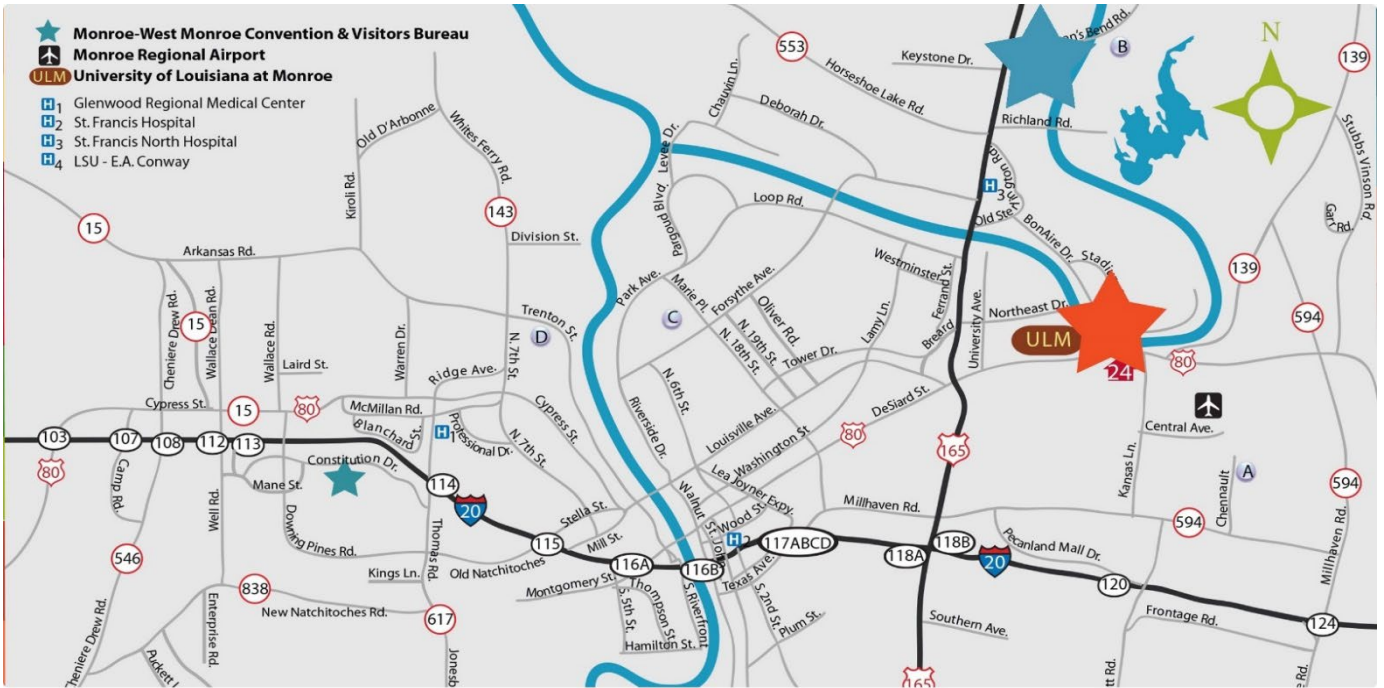 Monroe-West Monroe Convention & Visitors Bureau
Monroe Regional Airport
ULM University of Louisiana at Monroe
H1 Glenwood Regional Medical Center
H2 St. Francis Hospital
H3 St. Francis North Hospital
H4 LSU - E.A. Conway
N
553
Keystone Dr.
B
139
Horseshoe Lake Rd.
Richland Rd.
Chauvin Ln.
Deborah Dr.
Stubbs Vinson Rd.
Old D'Arbonne
Whites Ferry Rd.
Kiroli Rd.
Levee Dr.
Pargoud Blvd.
Loop Rd.
H3
Old Ste
BonAire Dr.
143
15
Division St.
Arkansas Rd.
Westminster
Ferrand St.
University Ave.
139
Park Ave.
Marie Pl.
Forsythe Ave.
Oliver Rd.
Lamy Ln.
Breard
Northeast Dr.
ULM
594
Cheniere Drew Rd.
15
Wallace Dean Rd.
Wallace Rd.
Warren Dr.
Trenton St.
D
C
N. 7th St.
N. 18th St.
N. 19th St.
Tower Dr.
80
24
Laird St.
Ridge Ave.
Cypress St.
15
80
McMillan Rd.
Blanchard St.
H1
Professional Dr.
N. 7th St.
Cypress St.
Riverside Dr.
N. 6th St.
Louisville Ave.
Washington St.
DeSiard St.
80
165
Central Ave.
Kansas Ln.
A
Chennault
594
103
107
108
112
113
80
Camp Rd.
Mane St.
Constitution Dr.
114
20
Well Rd.
Downing Pines Rd.
Thomas Rd.
Stella St.
Mill St.
115
116A
116B
Walnut St.
Lea Joyner Expy.
Wood St.
H2
117ABCD
Millhaven Rd.
118A
118B
20
Pecanland Mall Dr.
594
120
124
Millhaven Rd.
546
838
Kings Ln.
Old Natchitoches
New Natchitoches Rd.
617
Enterprise Rd.
Cheniere Drew Rd.
Montgomery St.
Thompson St.
S. 5th St.
Hamilton St.
S. Riverfront
Texas Ave.
S. 2nd St.
Plum St.
Southern Ave.
165
Frontage Rd.